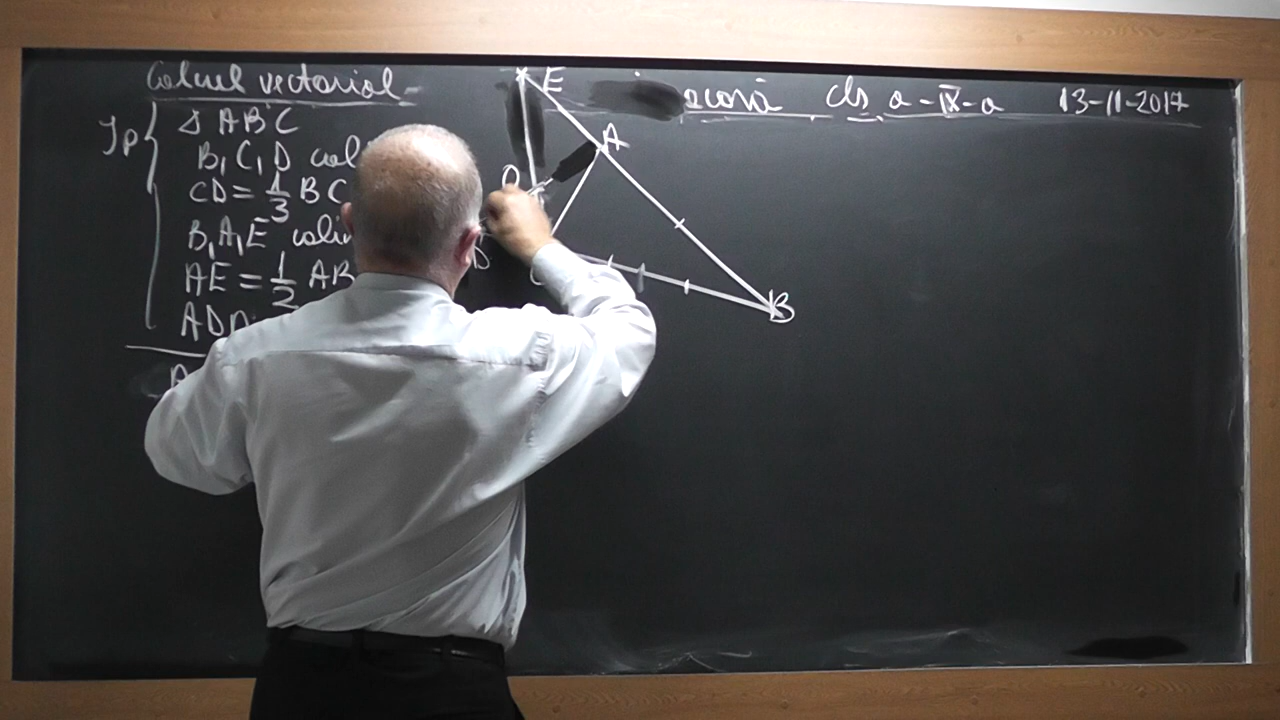 Calcul vectorial
Ip
Δ ABC
B, C, D col
CD = 1/3 BC
B, A, E colin
AE = 1/2 AB
AD∩
cls a-IX-a 13-11-2017
E
A
O
D
C
B